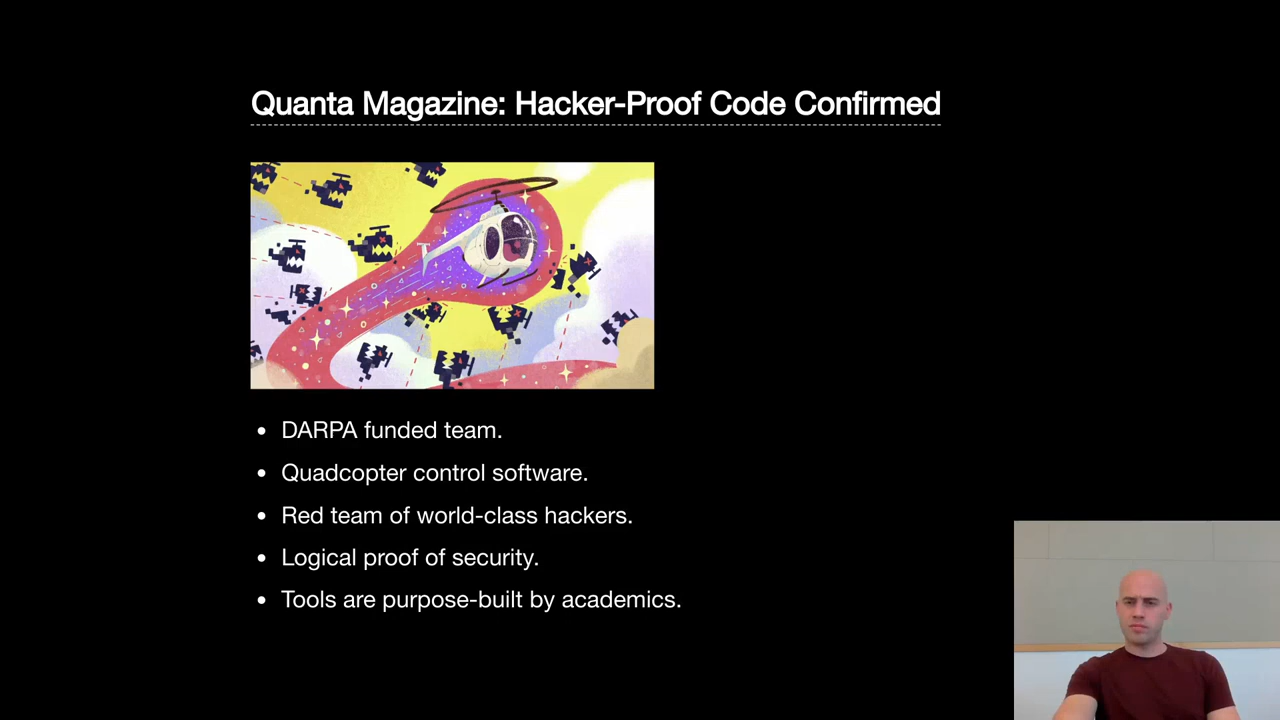 Quanta Magazine: Hacker-Proof Code Confirmed
• DARPA funded team.
• Quadcopter control software.
• Red team of world-class hackers.
• Logical proof of security.
• Tools are purpose-built by academics.